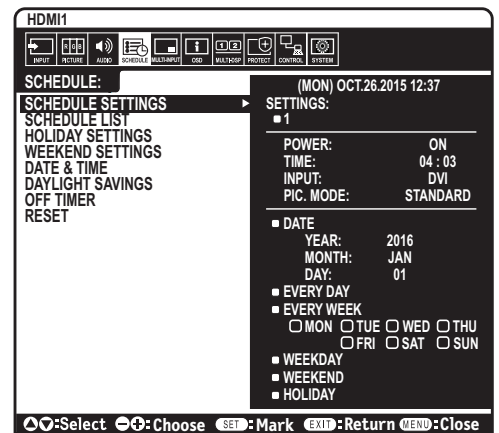 HDMI1
INPUT PICTURE AUDIO SCHEDULE MULTI-INPUT OSD MULTI-DSP PROTECT CONTROL SYSTEM
SCHEDULE:
SCHEDULE SETTINGS
SCHEDULE LIST
HOLIDAY SETTINGS
WEEKEND SETTINGS
DATE & TIME
DAYLIGHT SAVINGS
OFF TIMER
RESET
(MON) OCT.26.2015 12:37
SETTINGS:
1
POWER: ON
TIME: 04 : 03
INPUT: DVI
PIC. MODE: STANDARD
DATE
YEAR: 2016
MONTH: JAN
DAY: 01
EVERY DAY
EVERY WEEK
MON TUE WED THU
FRI SAT SUN
WEEKDAY
WEEKEND
HOLIDAY
:Select :Choose SET:Mark EXIT:Return MENU:Close